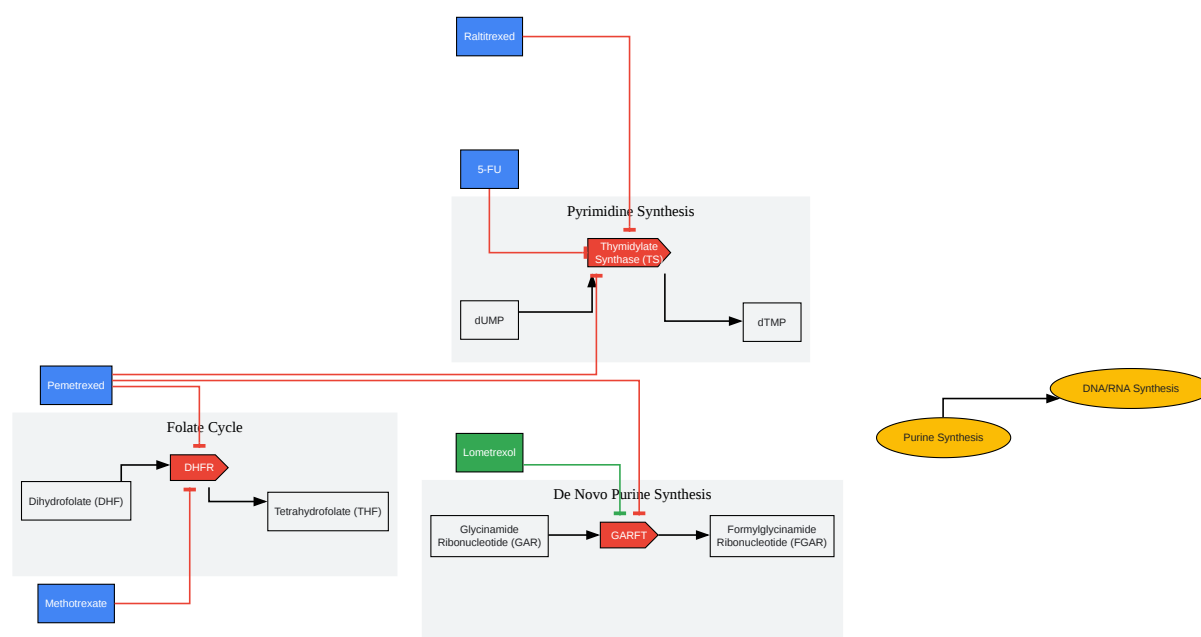 Raltitrexed
5-FU
Pyrimidine Synthesis
Thymidylate
Synthase (TS)
dUMP
dTMP
Pemetrexed
DNA/RNA Synthesis
Folate Cycle
Purine Synthesis
Lometrexol
DHFR
Dihydrofolate (DHF)
Tetrahydrofolate (THF)
De Novo Purine Synthesis
Glycinamide
Ribonucleotide (GAR)
GARFT
Formylglycinamide
Ribonucleotide (FGAR)
Methotrexate